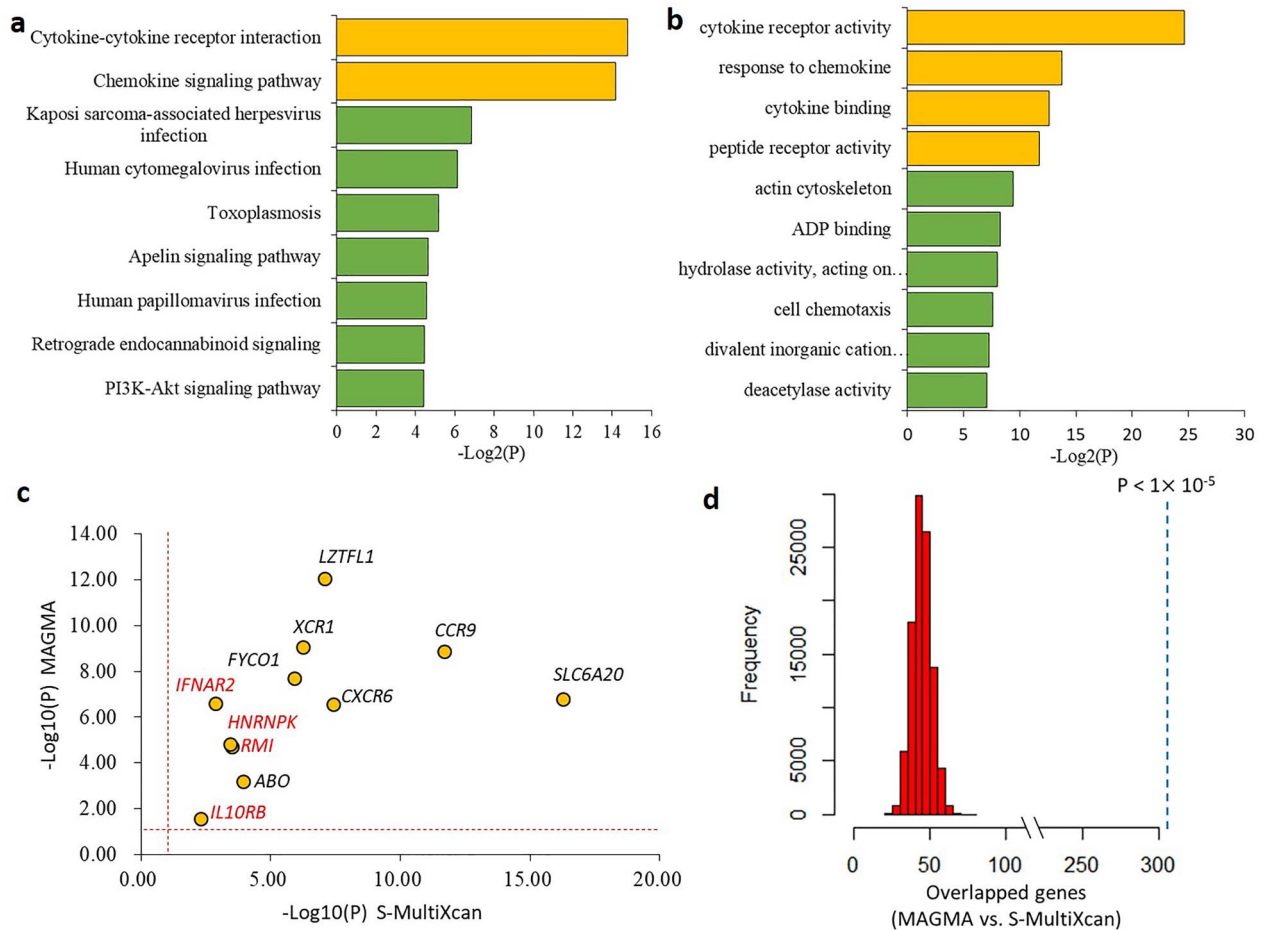 a
Cytokine-cytokine receptor interaction
Chemokine signaling pathway
Kaposi sarcoma-associated herpesvirus
infection
Human cytomegalovirus infection
Toxoplasmosis
Apelin signaling pathway
Human papillomavirus infection
Retrograde endocannabinoid signaling
PI3K-Akt signaling pathway
0 2 4 6 8 10 12 14 16
-Log2(P)
b
cytokine receptor activity
response to chemokine
cytokine binding
peptide receptor activity
actin cytoskeleton
ADP binding
hydrolase activity, acting on…
cell chemotaxis
divalent inorganic cation…
deacetylase activity
0 5 10 15 20 25 30
-Log2(P)
c
-Log10(P) MAGMA
14.00
12.00
10.00
8.00
6.00
4.00
2.00
0.00
LZTFL1
XCR1
CCR9
FYCO1
SLC6A20
IFNAR2
CXCR6
HNRNPK
RMI
ABO
IL10RB
0.00 5.00 10.00 15.00 20.00
-Log10(P) S-MultiXcan
d
P < 1× 10-5
Frequency
25000
15000
5000
0
0 50 100 250 300
Overlapped genes
(MAGMA vs. S-MultiXcan)